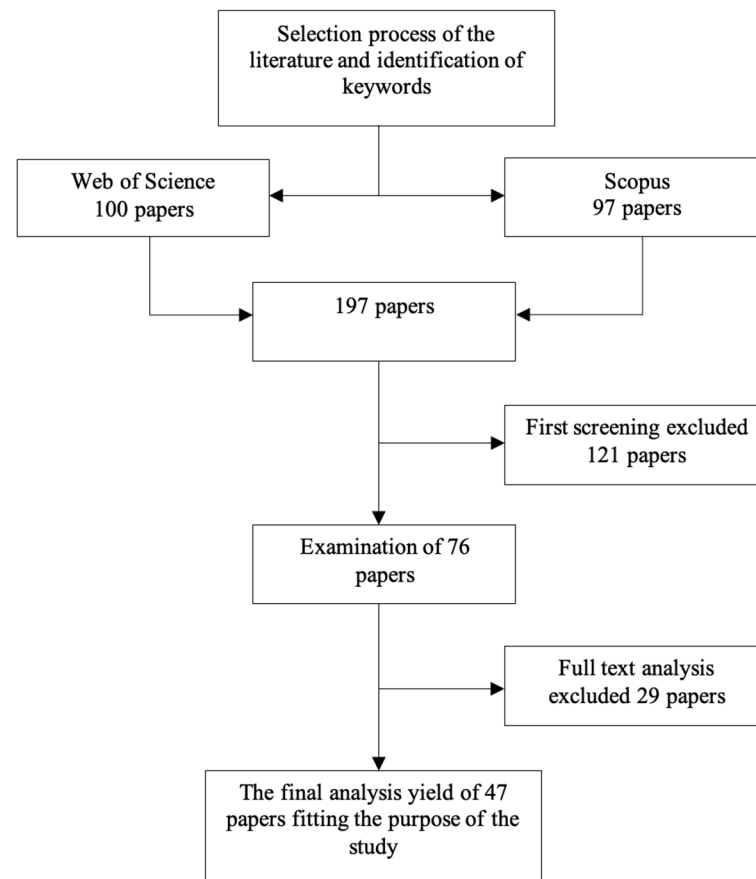 Selection process of the
literature and identification of
keywords
Web of Science
100 papers
Scopus
97 papers
197 papers
First screening excluded
121 papers
Examination of 76
papers
Full text analysis
excluded 29 papers
The final analysis yield of 47
papers fitting the purpose of the
study